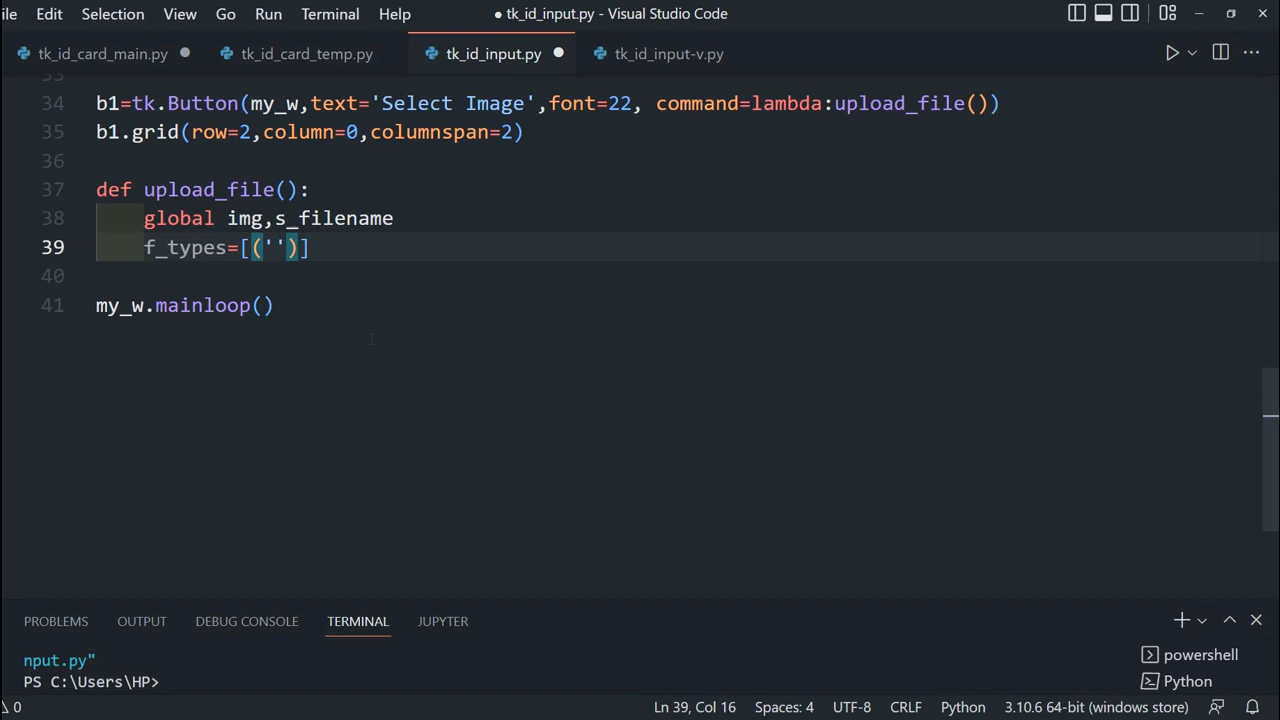 ile Edit Selection View Go Run Terminal Help ● tk_id_input.py - Visual Studio Code
tk_id_card_main.py tk_id_card_temp.py tk_id_input.py tk_id_input-v.py
33
34 b1=tk.Button(my_w,text='Select Image',font=22, command=lambda:upload_file())
35 b1.grid(row=2,column=0,columnspan=2)
36
37 def upload_file():
38 global img,s_filename
39 f_types=[('')]
40
41 my_w.mainloop()
PROBLEMS OUTPUT DEBUG CONSOLE TERMINAL JUPYTER
nput.py"
PS C:\Users\HP>
powershell
Python
0 Ln 39, Col 16 Spaces: 4 UTF-8 CRLF Python 3.10.6 64-bit (windows store)